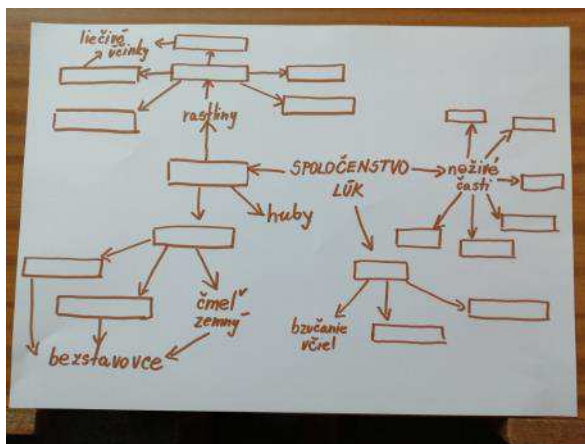 liečivé
účinky
rastliny
SPOLOČENSTVO
LÚK
neživé
časti
huby
čmeľ
zemný
bzučanie
včiel
bezstavovce